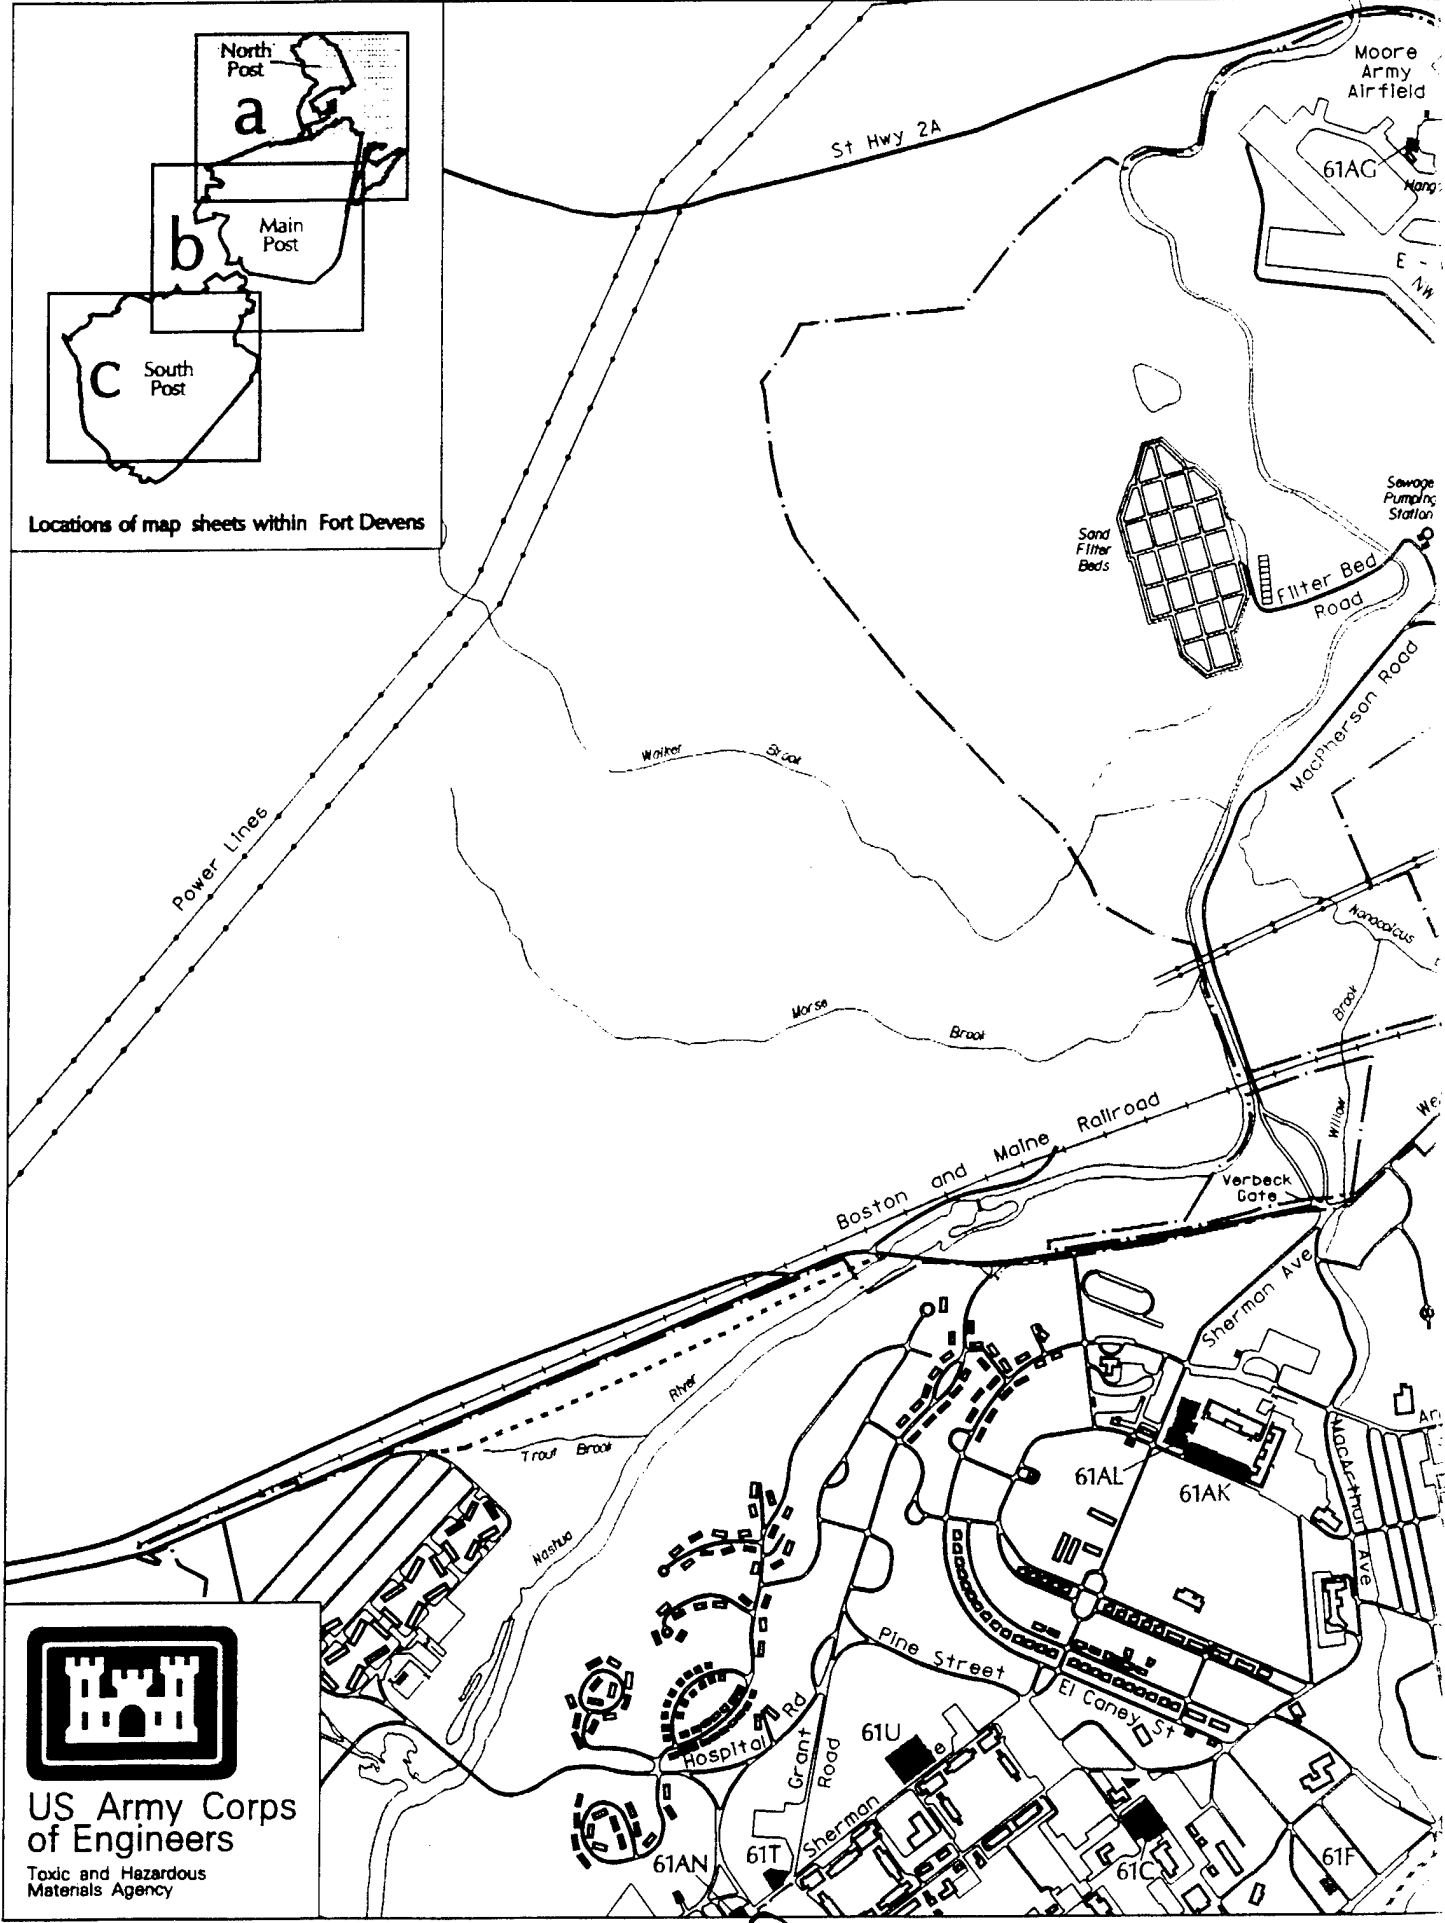 North
Post
a
b
Main
Post
c
South
Post
Locations of map sheets within Fort Devens
St Hwy 2A
Moore
Army
Airfield
61AG
E -
NW
Sewage
Pumping
Station
Sand
Filter
Beds
Filter Bed
Road
MacPherson Road
Walker Brook
Power Lines
Nonacoicus
Brook
Morse Brook
Willow
Boston and Maine Railroad
Verbeck
Gate
Sherman Ave
River
Trout Brook
Nashua
61AL
61AK
MacArthur Ave
Pine Street
El Caney St
Hospital Rd
Grant
Road
61U
Sherman
61AN
61T
61C
61F
US Army Corps
of Engineers
Toxic and Hazardous
Materials Agency